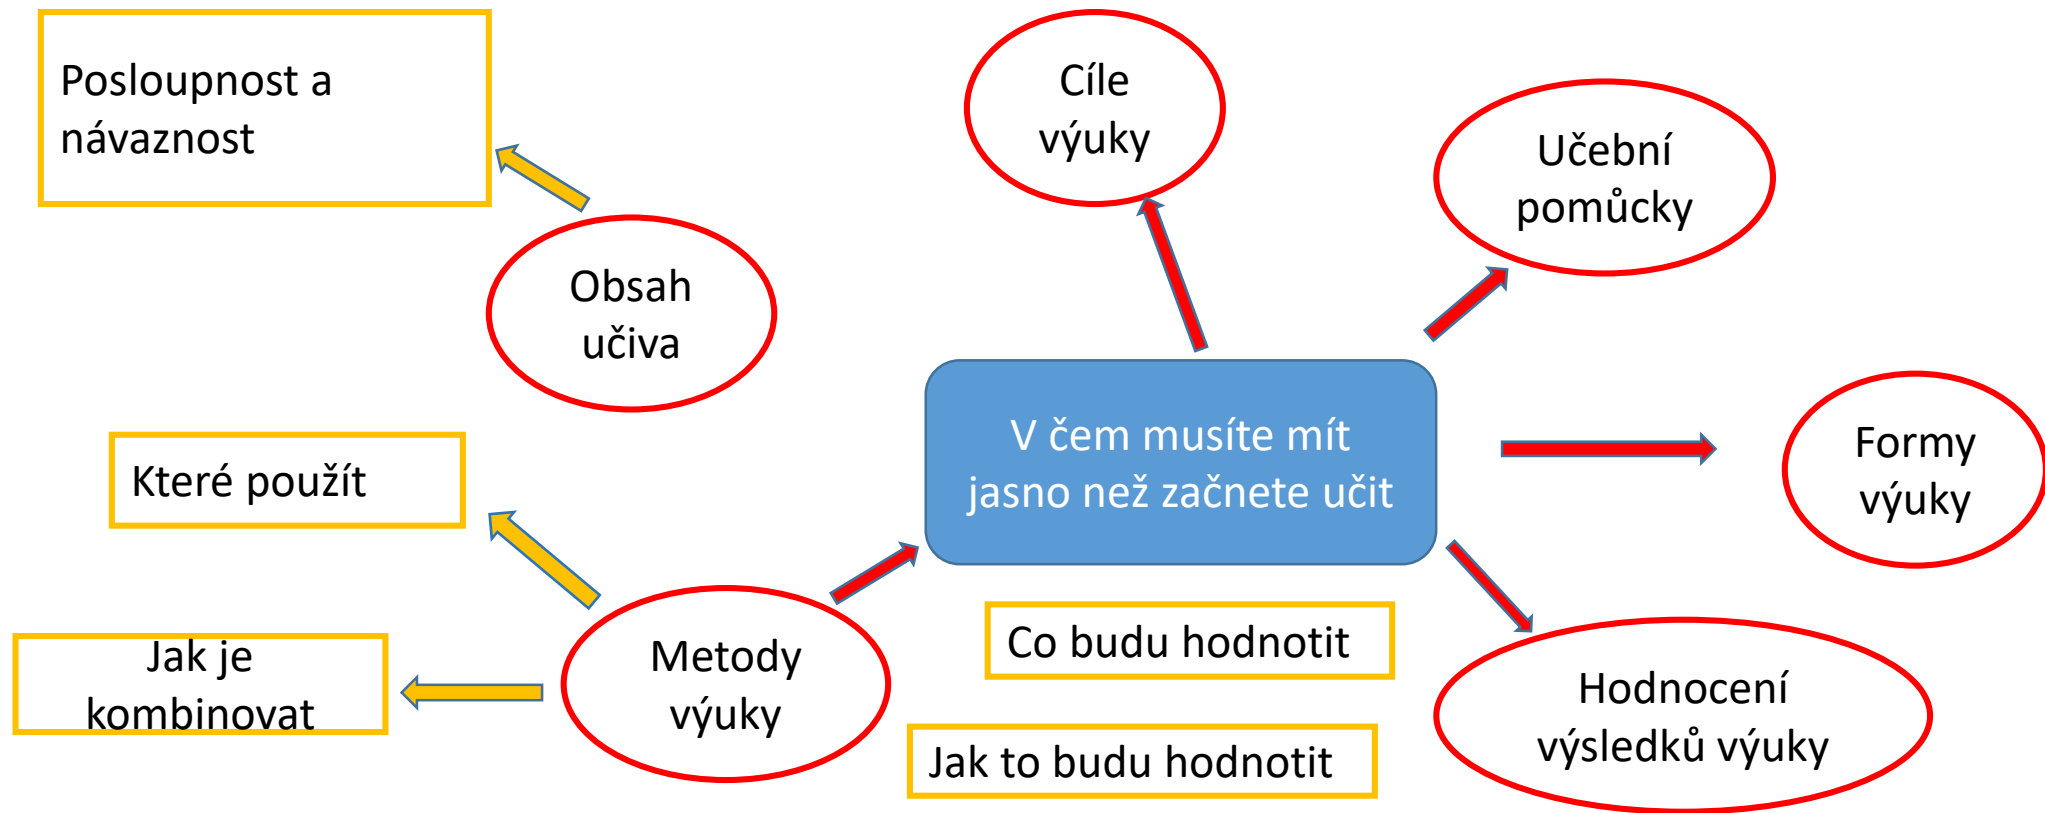 Posloupnost a
návaznost
Cíle
výuky
Učební
pomůcky
Obsah
učiva
V čem musíte mít
jasno než začnete učit
Formy
výuky
Které použít
Jak je
kombinovat
Metody
výuky
Co budu hodnotit
Jak to budu hodnotit
Hodnocení
výsledků výuky